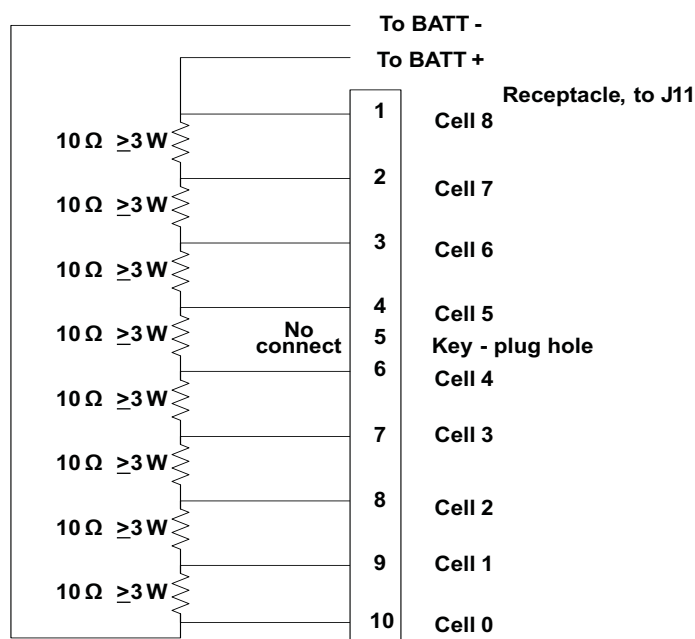 To BATT -
To BATT +
Receptacle, to J11
1
Cell 8
10 Ω ≥3 W
2
Cell 7
10 Ω ≥3 W
3
Cell 6
10 Ω ≥3 W
4
Cell 5
10 Ω ≥3 W
No
connect
5
Key - plug hole
6
Cell 4
10 Ω ≥3 W
7
Cell 3
10 Ω ≥3 W
8
Cell 2
10 Ω ≥3 W
9
Cell 1
10 Ω ≥3 W
10
Cell 0